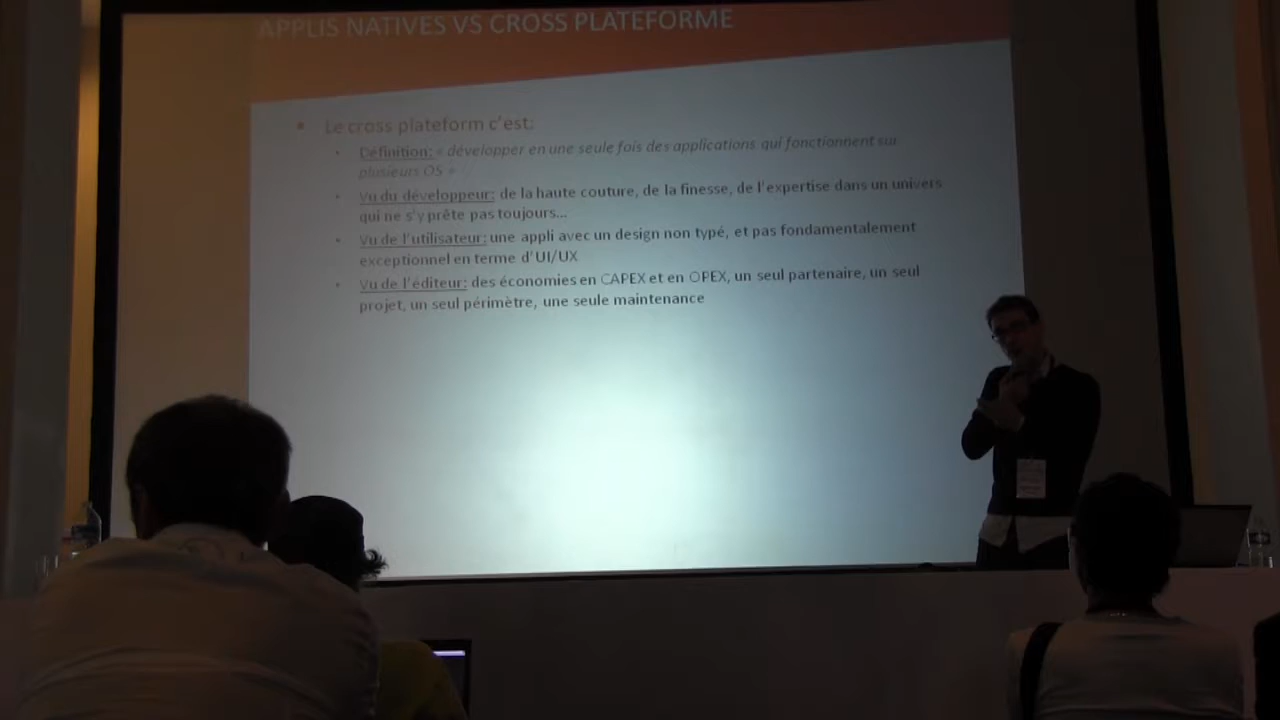 APPLIS NATIVES VS CROSS PLATEFORME
Le cross plateform c'est:
Définition: « développer en une seule fois des applications qui fonctionnent sur
plusieurs OS »
Vu du développeur: de la haute couture, de la finesse, de l'expertise dans un univers
qui ne s'y prête pas toujours...
Vu de l'utilisateur: une appli avec un design non typé, et pas fondamentalement
exceptionnel en terme d'UI/UX
Vu de l'éditeur: des économies en CAPEX et en OPEX, un seul partenaire, un seul
projet, un seul périmètre, une seule maintenance